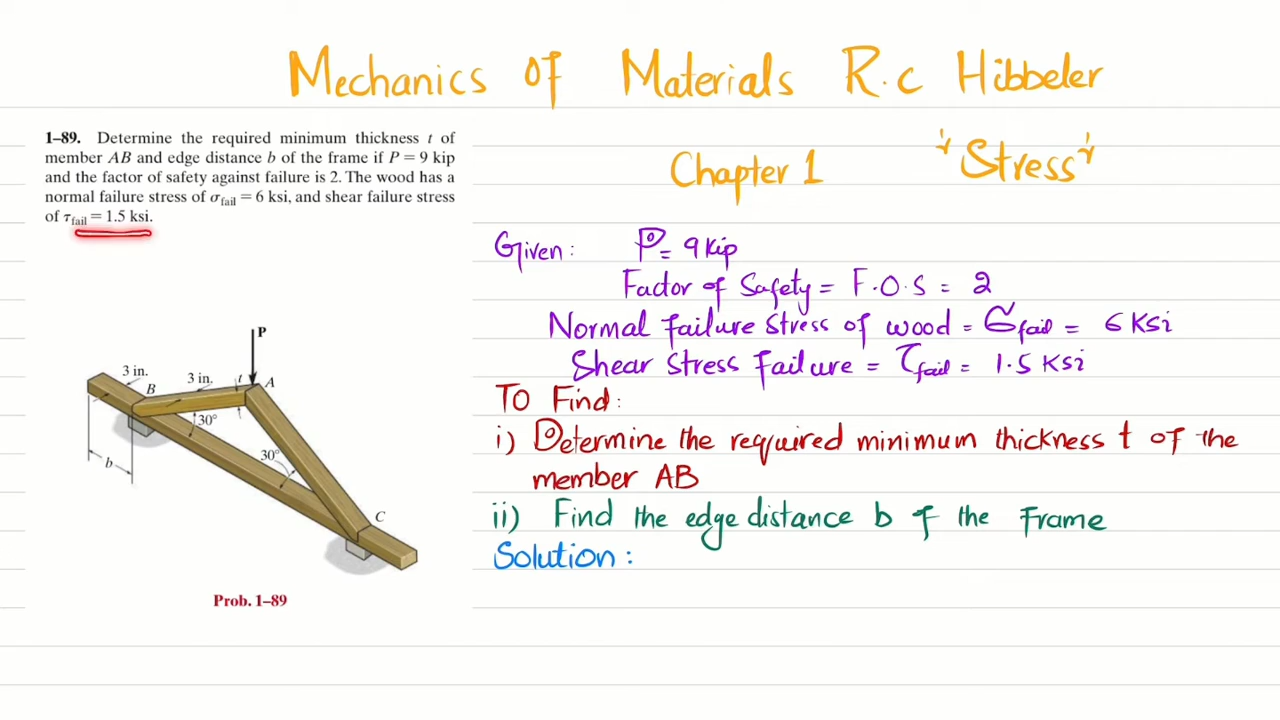 Mechanics Of Materials R.c Hibbeler
1–89. Determine the required minimum thickness t of
member AB and edge distance b of the frame if P = 9 kip
and the factor of safety against failure is 2. The wood has a
normal failure stress of σfail = 6 ksi, and shear failure stress
of τfail = 1.5 ksi.
Chapter 1 "Stress"
Given: P = 9 kip
Factor of Safety = F.O.S = 2
Normal failure stress of wood = σfail = 6 Ksi
Shear stress failure = τfail = 1.5 Ksi
To Find:
i) Determine the required minimum thickness t of the
member AB
ii) Find the edge distance b of the frame
Solution:
P
3 in.
3 in.
t
A
B
30°
30°
b
C
Prob. 1–89